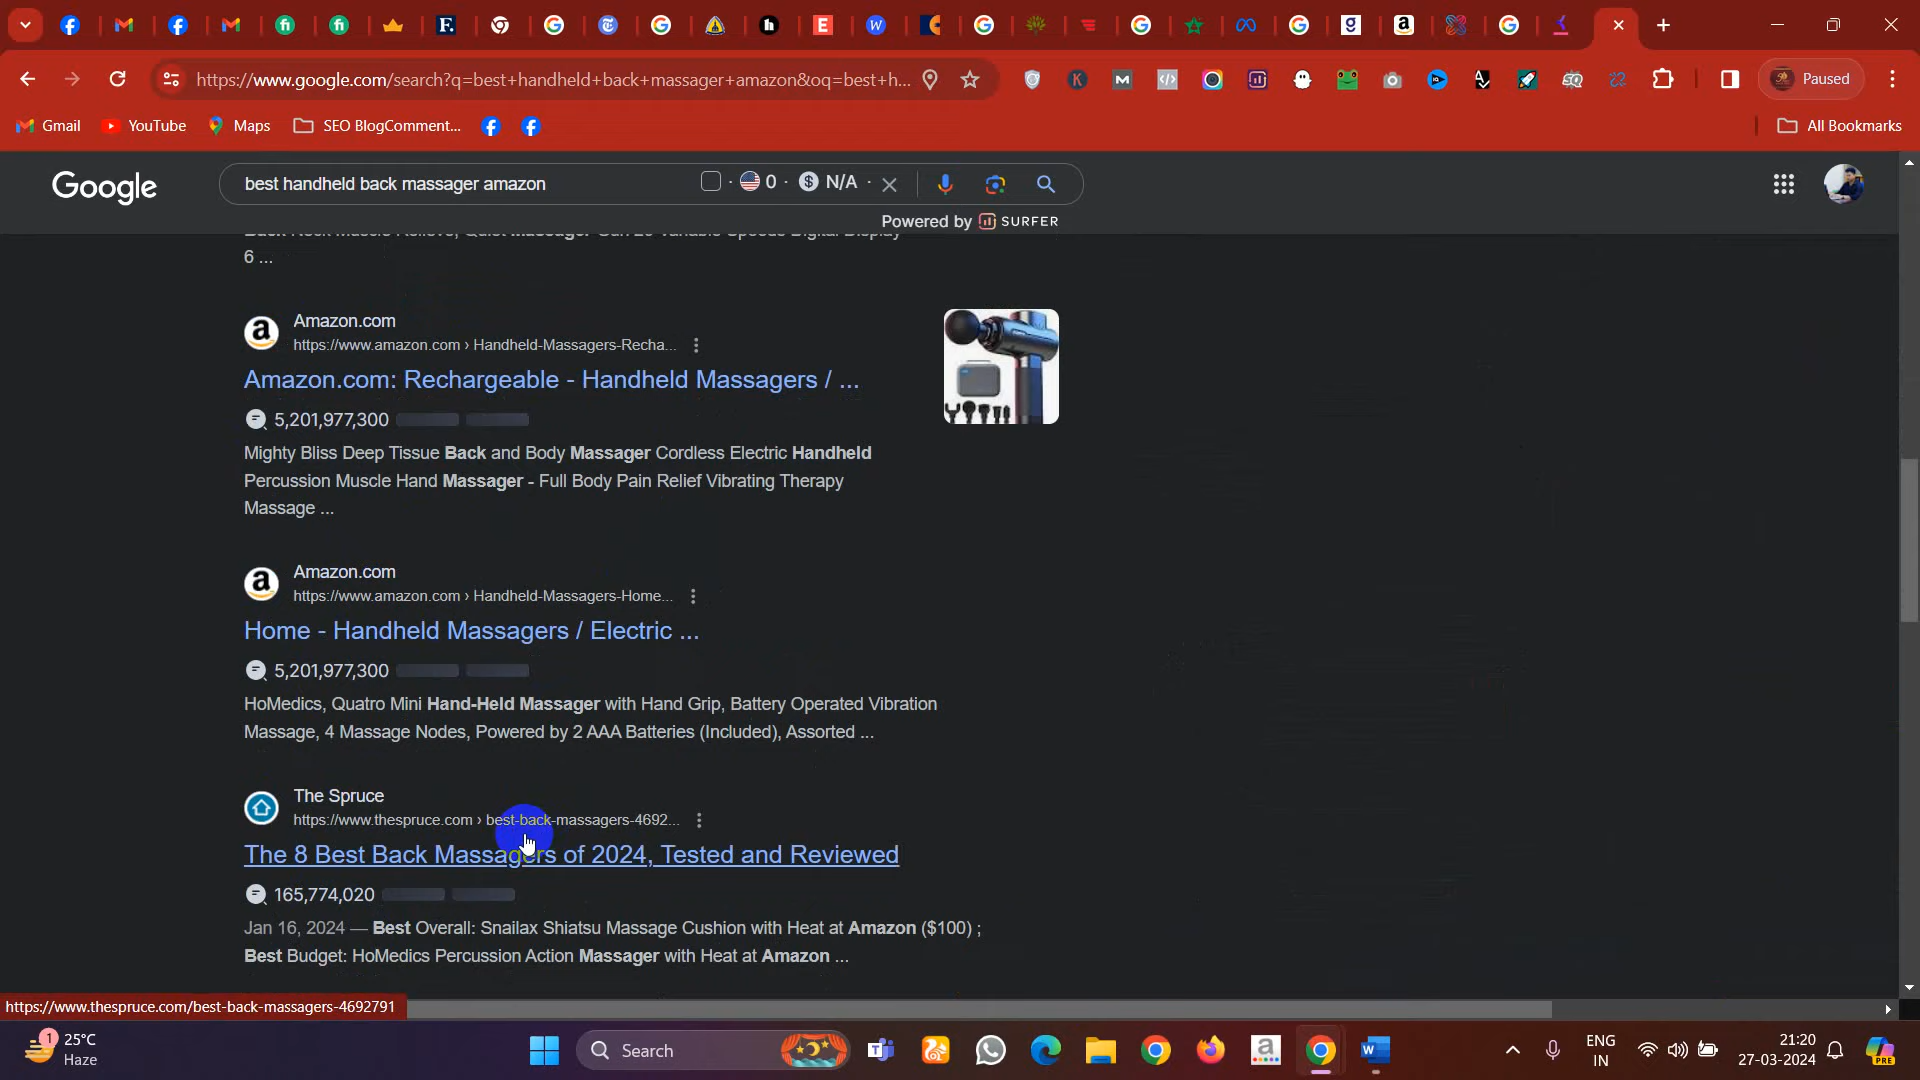 https://www.google.com/search?q=best+handheld+back+massager+amazon&oq=best+h...
Paused
Gmail
YouTube
Maps
SEO BlogComment...
All Bookmarks
Google
best handheld back massager amazon
0 · N/A ·
Powered by SURFER
6 ...
Amazon.com
https://www.amazon.com › Handheld-Massagers-Recha...
Amazon.com: Rechargeable - Handheld Massagers / ...
5,201,977,300
Mighty Bliss Deep Tissue Back and Body Massager Cordless Electric Handheld
Percussion Muscle Hand Massager - Full Body Pain Relief Vibrating Therapy
Massage ...
Amazon.com
https://www.amazon.com › Handheld-Massagers-Home...
Home - Handheld Massagers / Electric ...
5,201,977,300
HoMedics, Quatro Mini Hand-Held Massager with Hand Grip, Battery Operated Vibration
Massage, 4 Massage Nodes, Powered by 2 AAA Batteries (Included), Assorted ...
The Spruce
https://www.thespruce.com › best-back-massagers-4692...
The 8 Best Back Massagers of 2024, Tested and Reviewed
165,774,020
Jan 16, 2024 — Best Overall: Snailax Shiatsu Massage Cushion with Heat at Amazon ($100) ;
Best Budget: HoMedics Percussion Action Massager with Heat at Amazon ...
https://www.thespruce.com/best-back-massagers-4692791
1
25°C
Haze
Search
ENG
IN
21:20
27-03-2024